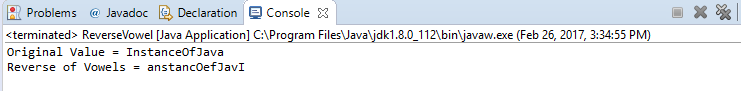 Problems @ Javadoc Declaration Console
<terminated> ReverseVowel [Java Application] C:\Program Files\Java\jdk1.8.0_112\bin\javaw.exe (Feb 26, 2017, 3:34:55 PM)
Original Value = InstanceOfJava
Reverse of Vowels = anstancOefJavI